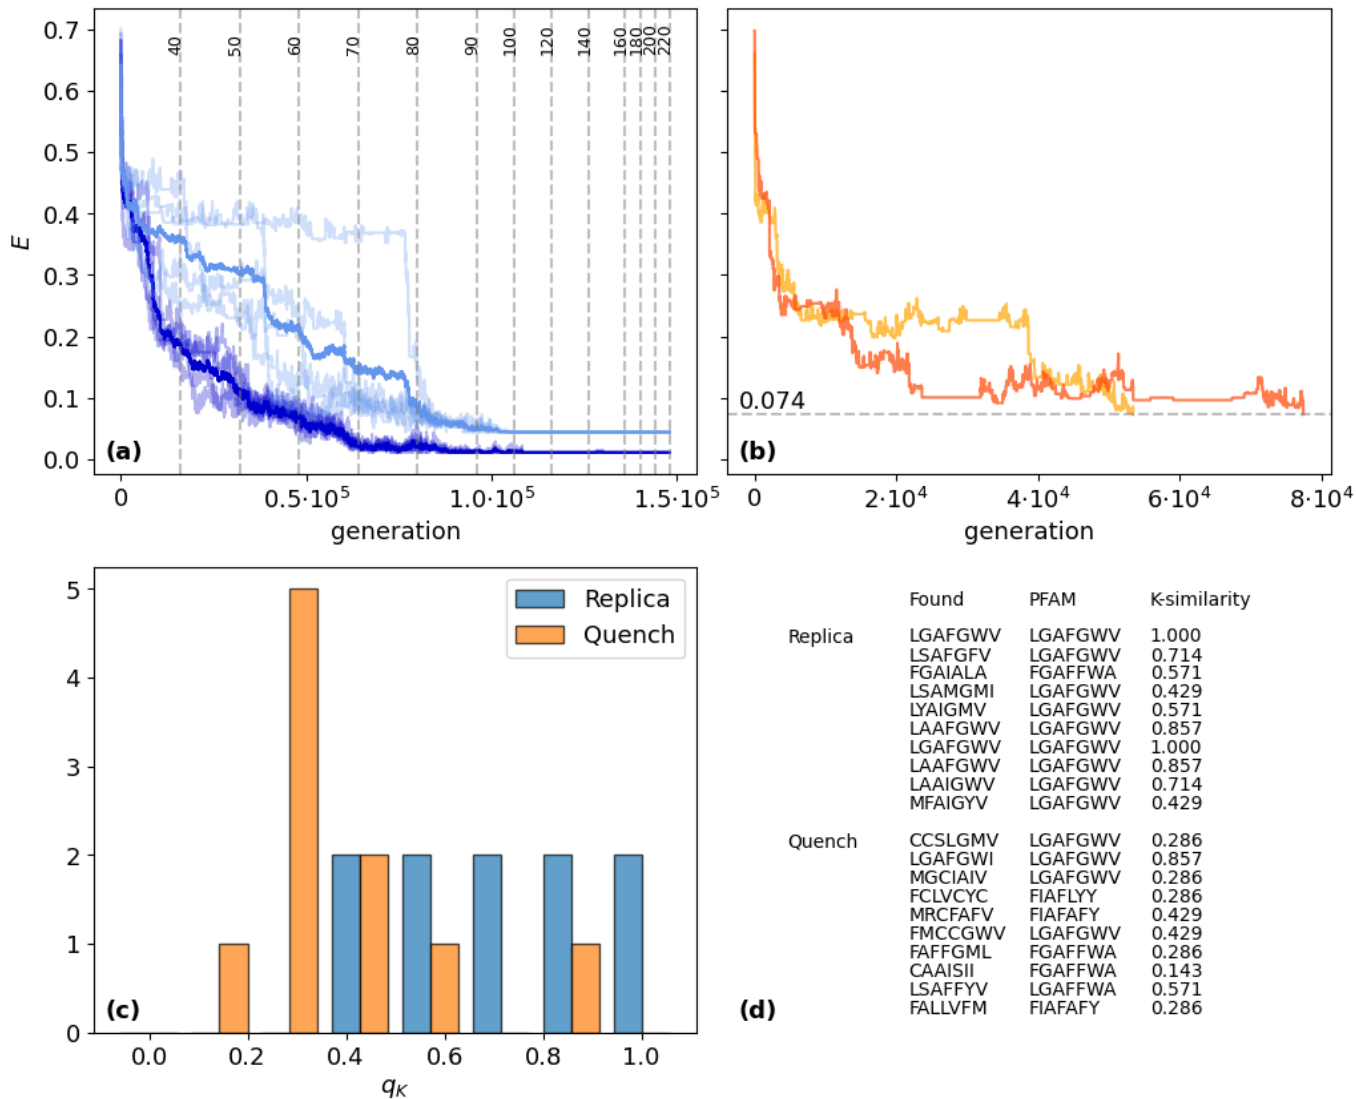 0.7
0.6
0.5
0.4
0.3
0.2
0.1
0.0
E
40
50
60
70
80
90
100
120
140
160
180
200
220
(a)
0
0.5·10⁵
1.0·10⁵
1.5·10⁵
generation
0.074
(b)
0
2·10⁴
4·10⁴
6·10⁴
8·10⁴
generation
5
4
3
2
1
0
Replica
Quench
(c)
0.0
0.2
0.4
0.6
0.8
1.0
qK
Found PFAM K-similarity
Replica LGAFGWV LGAFGWV 1.000
LSAFGFV LGAFGWV 0.714
FGAIALA FGAFFWA 0.571
LSAMGMI LGAFGWV 0.429
LYAIGMV LGAFGWV 0.571
LAAFGWV LGAFGWV 0.857
LGAFGWV LGAFGWV 1.000
LAAFGWV LGAFGWV 0.857
LAAIGWV LGAFGWV 0.714
MFAIGYV LGAFGWV 0.429
Quench CCSLGMV LGAFGWV 0.286
LGAFGWI LGAFGWV 0.857
MGCIAIV LGAFGWV 0.286
FCLVCYC FIAFLYY 0.286
MRCFAFV FIAFAFY 0.429
FMCCGWV LGAFGWV 0.429
FAFFGML FGAFFWA 0.286
CAAISII FGAFFWA 0.143
LSAFFYV LGAFFWA 0.571
FALLVFM FIAFAFY 0.286
(d)